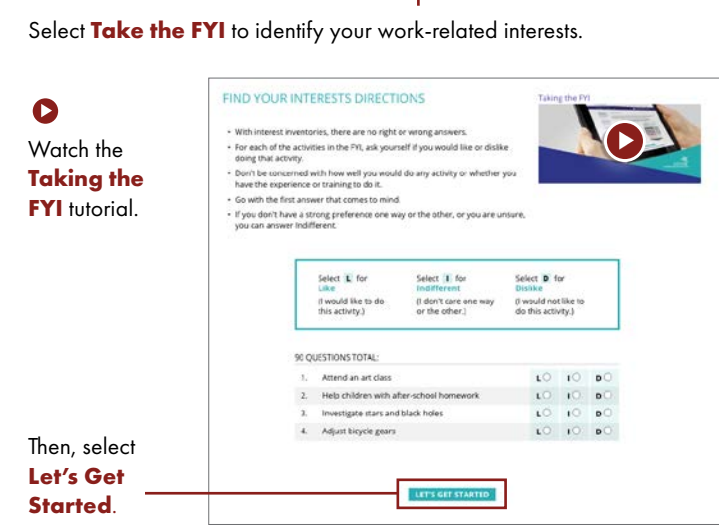 Select Take the FYI to identify your work-related interests.
Watch the
Taking the
FYI tutorial.
FIND YOUR INTERESTS DIRECTIONS
• With interest inventories, there are no right or wrong answers.
• For each of the activities in the FYI, ask yourself if you would like or dislike
doing that activity.
• Don't be concerned with how well you would do any activity or whether you
have the experience or training to do it.
• Go with the first answer that comes to mind.
• If you don't have a strong preference one way or the other, or you are unsure,
you can answer Indifferent.
Taking the FYI
Select L for
Like
(I would like to do
this activity.)
Select I for
Indifferent
(I don't care one way
or the other.)
Select D for
Dislike
(I would not like to
do this activity.)
90 QUESTIONS TOTAL:
1. Attend an art class L I D
2. Help children with after-school homework L I D
3. Investigate stars and black holes L I D
4. Adjust bicycle gears L I D
Then, select
Let's Get
Started.
LET'S GET STARTED